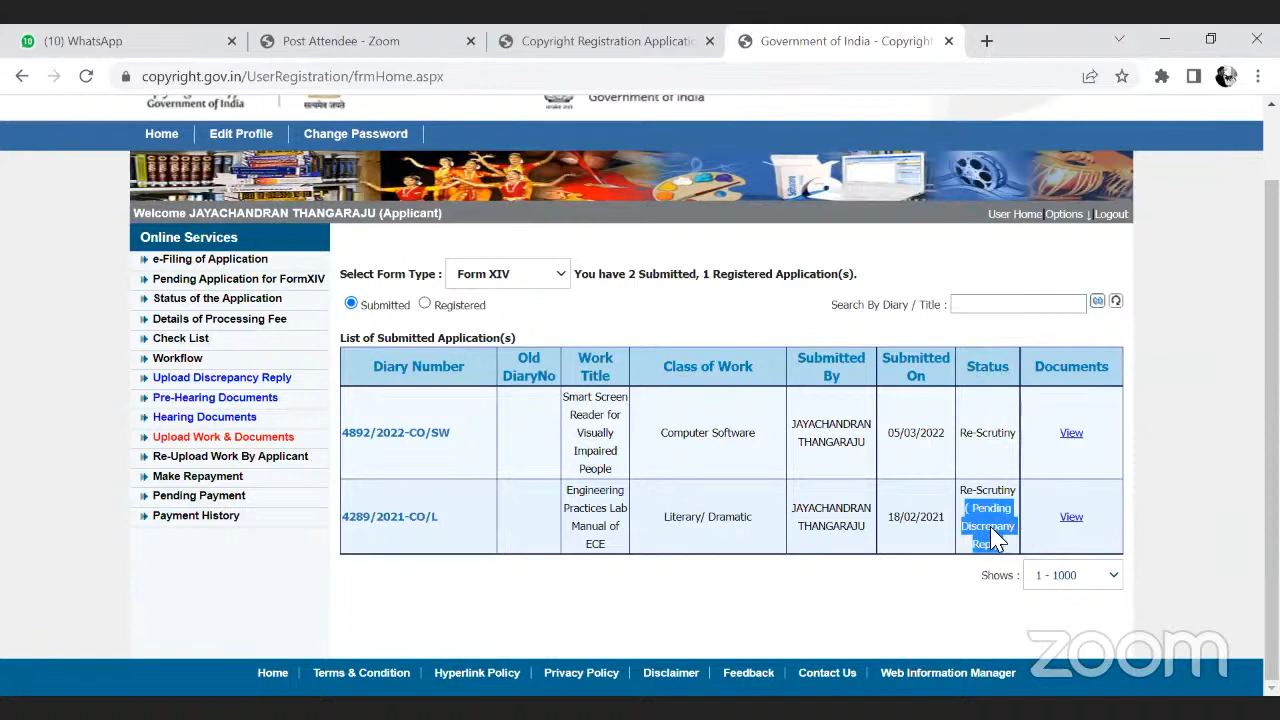 (10) WhatsApp
Post Attendee - Zoom
Copyright Registration Applicati
Government of India - Copyright
copyright.gov.in/UserRegistration/frmHome.aspx
Government of India
सत्यमेव जयते
Government of India
Home
Edit Profile
Change Password
Welcome JAYACHANDRAN THANGARAJU (Applicant)
User Home Options ↓ Logout
Online Services
e-Filing of Application
Pending Application for FormXIV
Status of the Application
Details of Processing Fee
Check List
Workflow
Upload Discrepancy Reply
Pre-Hearing Documents
Hearing Documents
Upload Work & Documents
Re-Upload Work By Applicant
Make Repayment
Pending Payment
Payment History
Select Form Type :
Form XIV
You have 2 Submitted, 1 Registered Application(s).
Submitted
Registered
Search By Diary / Title :
List of Submitted Application(s)
Diary Number
Old
DiaryNo
Work
Title
Class of Work
Submitted
By
Submitted
On
Status
Documents
4892/2022-CO/SW
Smart Screen
Reader for
Visually
Impaired
People
Computer Software
JAYACHANDRAN
THANGARAJU
05/03/2022
Re-Scrutiny
View
4289/2021-CO/L
Engineering
Practices Lab
Manual of
ECE
Literary/ Dramatic
JAYACHANDRAN
THANGARAJU
18/02/2021
Re-Scrutiny
( Pending
Discrepany
View
Shows :
1 - 1000
Home
Terms & Condition
Hyperlink Policy
Privacy Policy
Disclaimer
Feedback
Contact Us
Web Information Manager
zoom